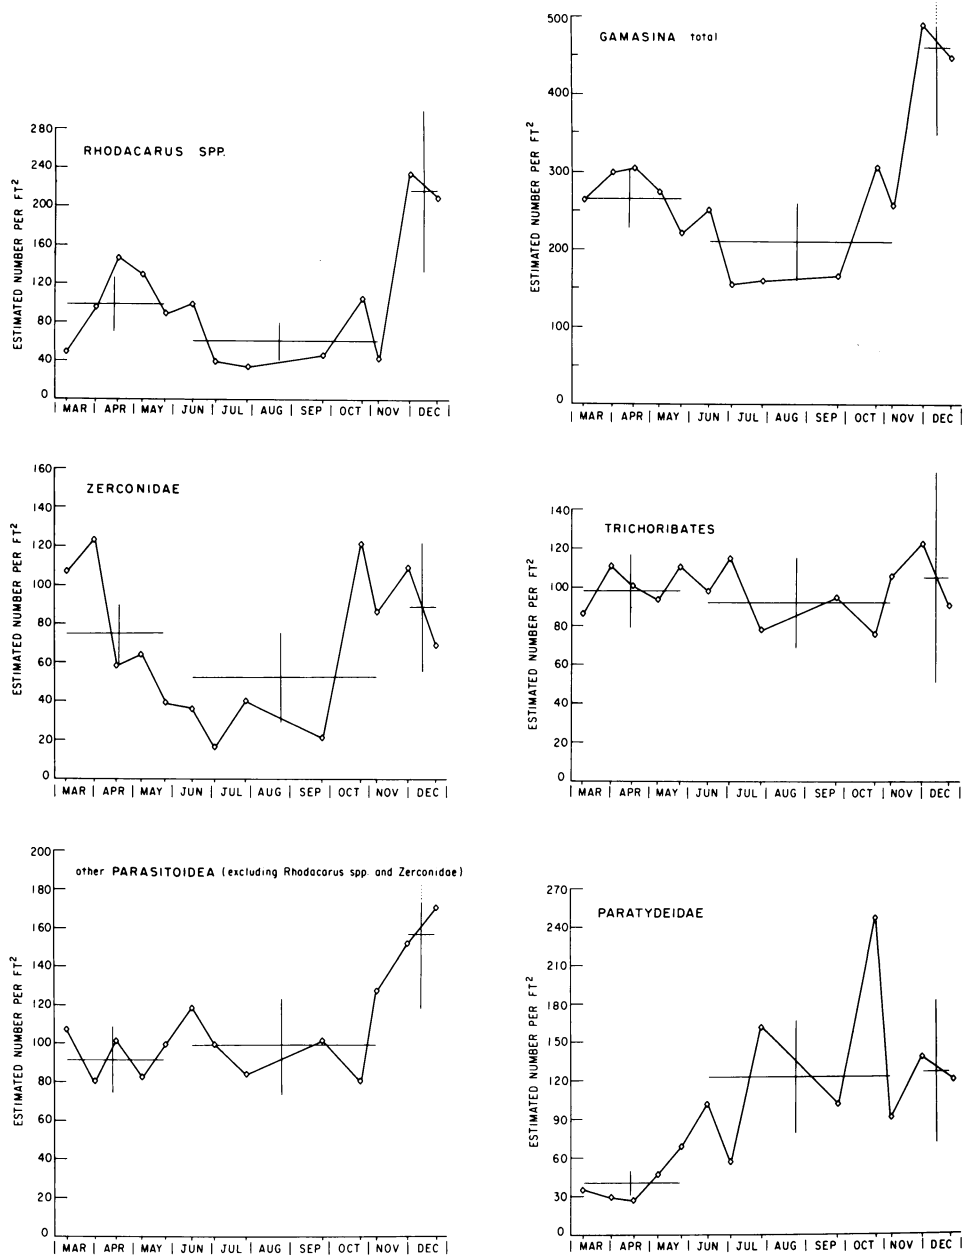 RHODACARUS SPP.
ESTIMATED NUMBER PER FT²
280
240
200
160
120
80
40
0
| MAR | APR | MAY | JUN | JUL | AUG | SEP | OCT | NOV | DEC |
GAMASINA total
ESTIMATED NUMBER PER FT²
500
400
300
200
100
0
| MAR | APR | MAY | JUN | JUL | AUG | SEP | OCT | NOV | DEC |
ZERCONIDAE
ESTIMATED NUMBER PER FT²
160
140
120
100
80
60
40
20
0
| MAR | APR | MAY | JUN | JUL | AUG | SEP | OCT | NOV | DEC |
TRICHORIBATES
ESTIMATED NUMBER PER FT²
140
120
100
80
60
40
20
0
| MAR | APR | MAY | JUN | JUL | AUG | SEP | OCT | NOV | DEC |
other PARASITOIDEA (excluding Rhodacarus spp. and Zerconidae)
ESTIMATED NUMBER PER FT²
200
180
160
140
120
100
80
60
40
20
0
| MAR | APR | MAY | JUN | JUL | AUG | SEP | OCT | NOV | DEC |
PARATYDEIDAE
ESTIMATED NUMBER PER FT²
270
240
210
180
150
120
90
60
30
0
| MAR | APR | MAY | JUN | JUL | AUG | SEP | OCT | NOV | DEC |